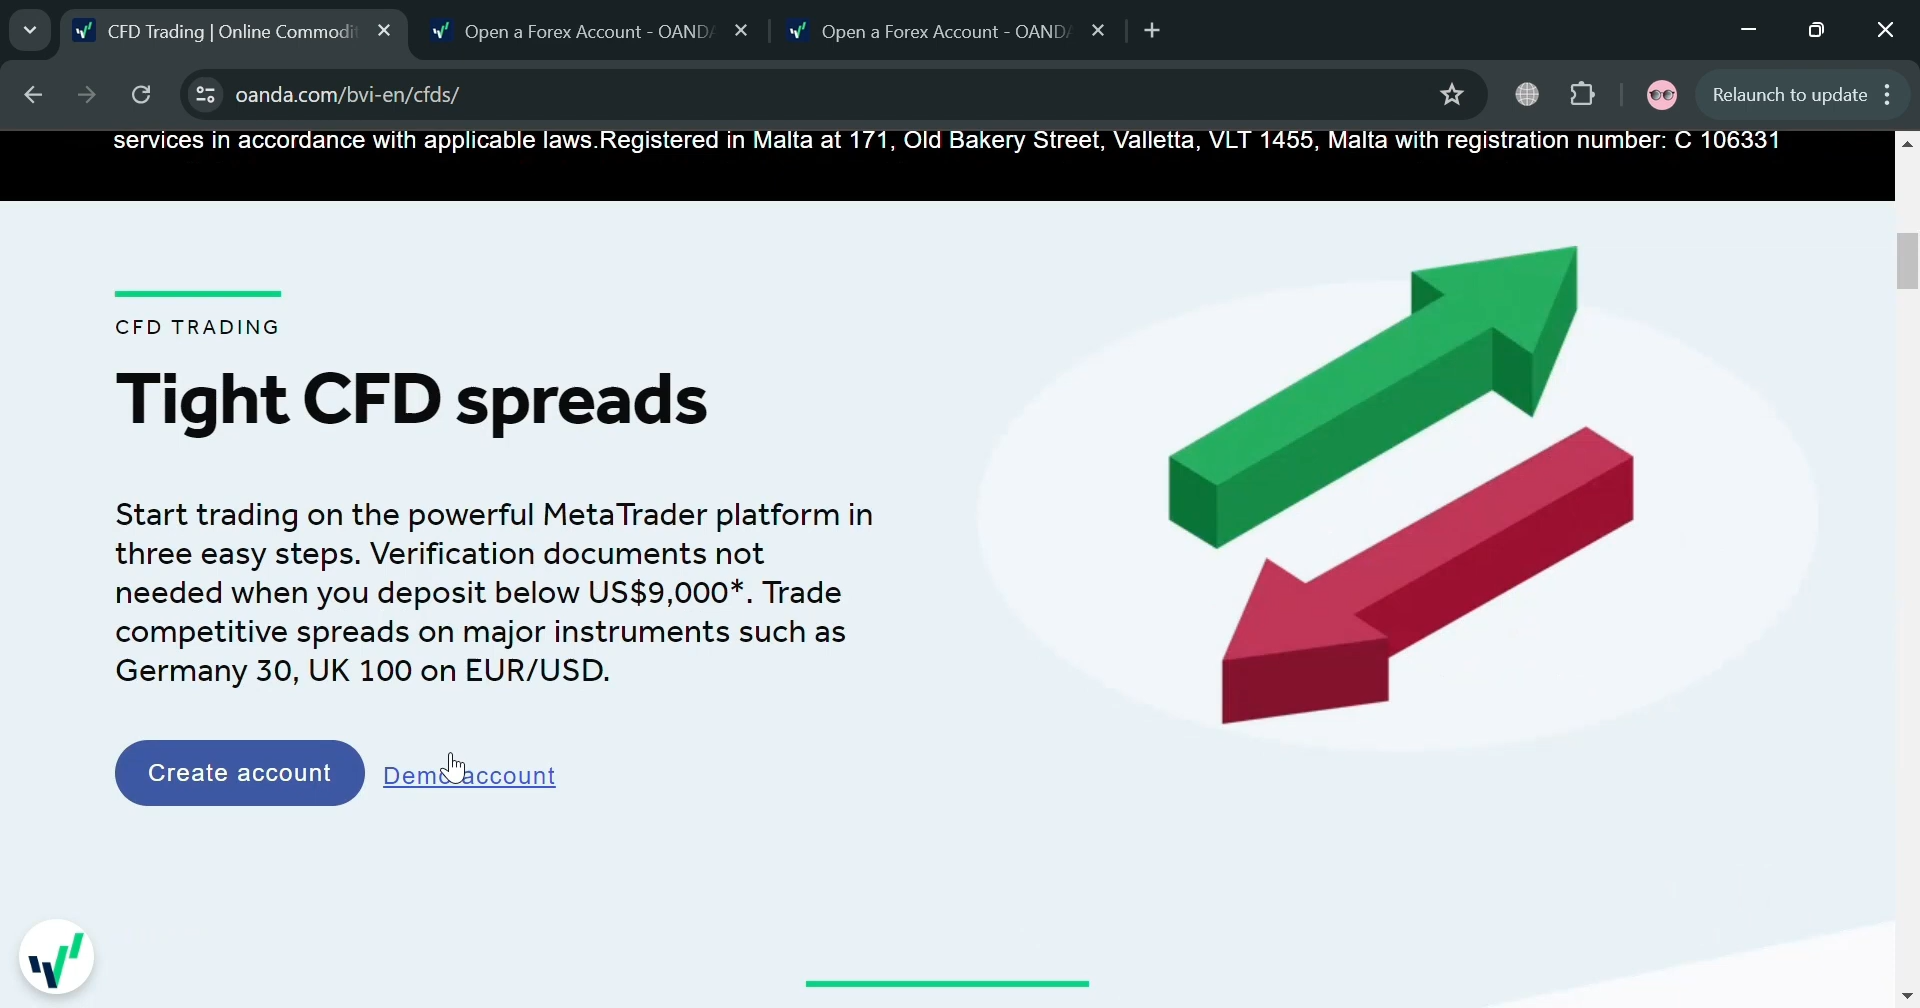 CFD Trading | Online Commodit
Open a Forex Account - OAND
Open a Forex Account - OAND
oanda.com/bvi-en/cfds/
Relaunch to update
services in accordance with applicable laws.Registered in Malta at 171, Old Bakery Street, Valletta, VLT 1455, Malta with registration number: C 106331
CFD TRADING
Tight CFD spreads
Start trading on the powerful MetaTrader platform in
three easy steps. Verification documents not
needed when you deposit below US$9,000*. Trade
competitive spreads on major instruments such as
Germany 30, UK 100 on EUR/USD.
Create account
Demo account